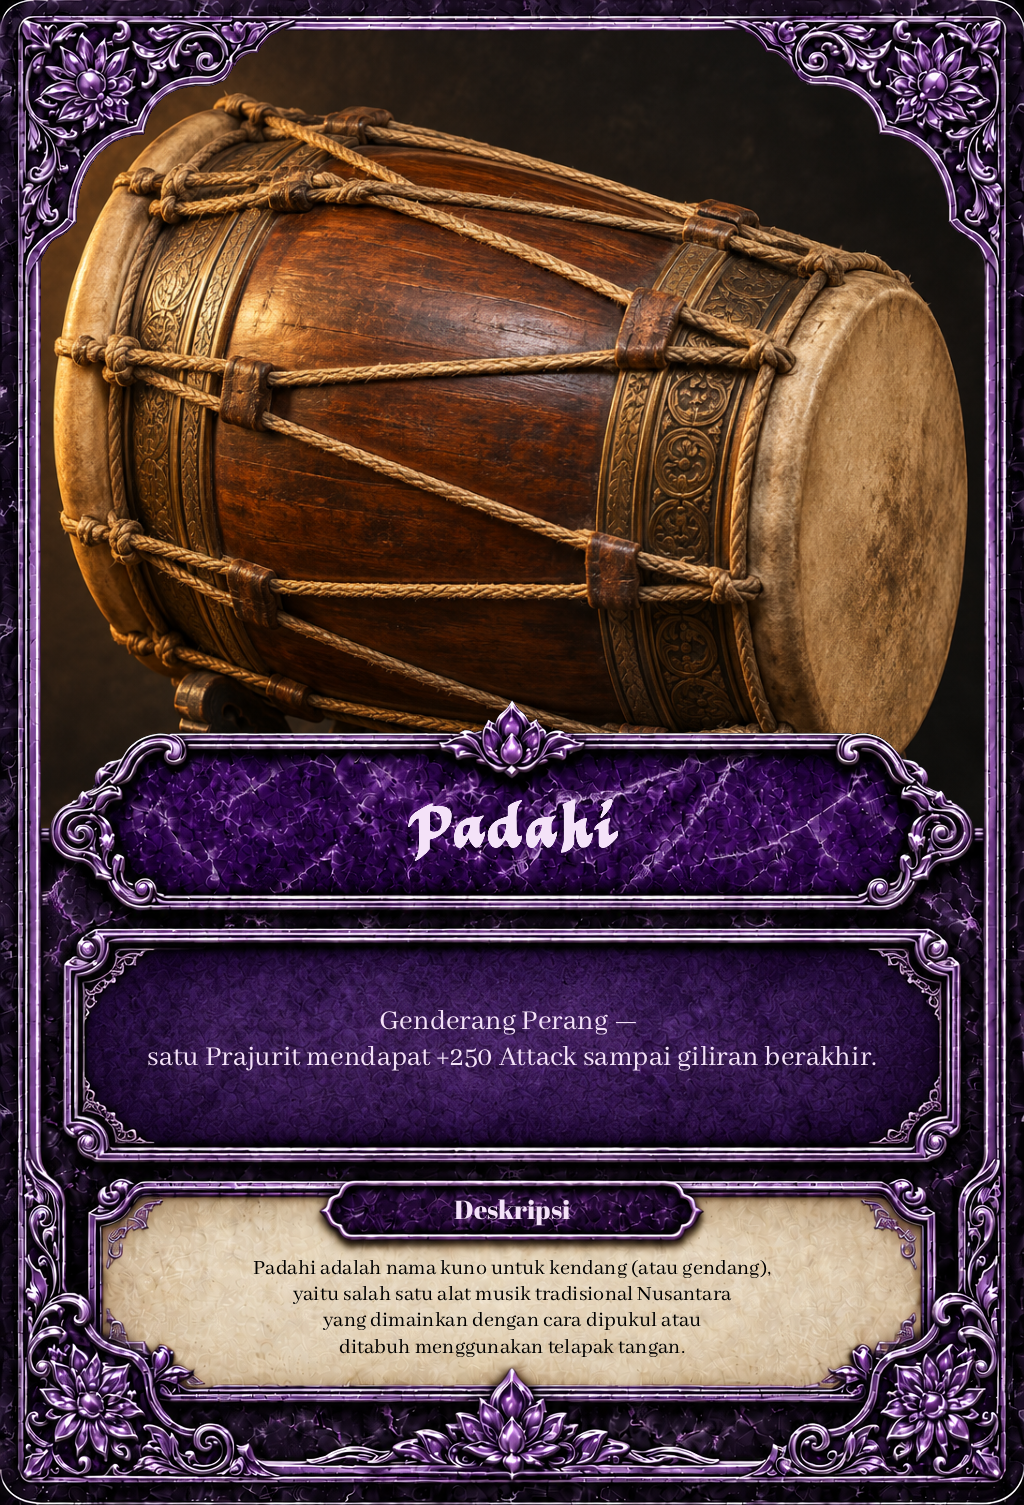 Padahi
Genderang Perang —
satu Prajurit mendapat +250 Attack sampai giliran berakhir.
Deskripsi
Padahi adalah nama kuno untuk kendang (atau gendang),
yaitu salah satu alat musik tradisional Nusantara
yang dimainkan dengan cara dipukul atau
ditabuh menggunakan telapak tangan.